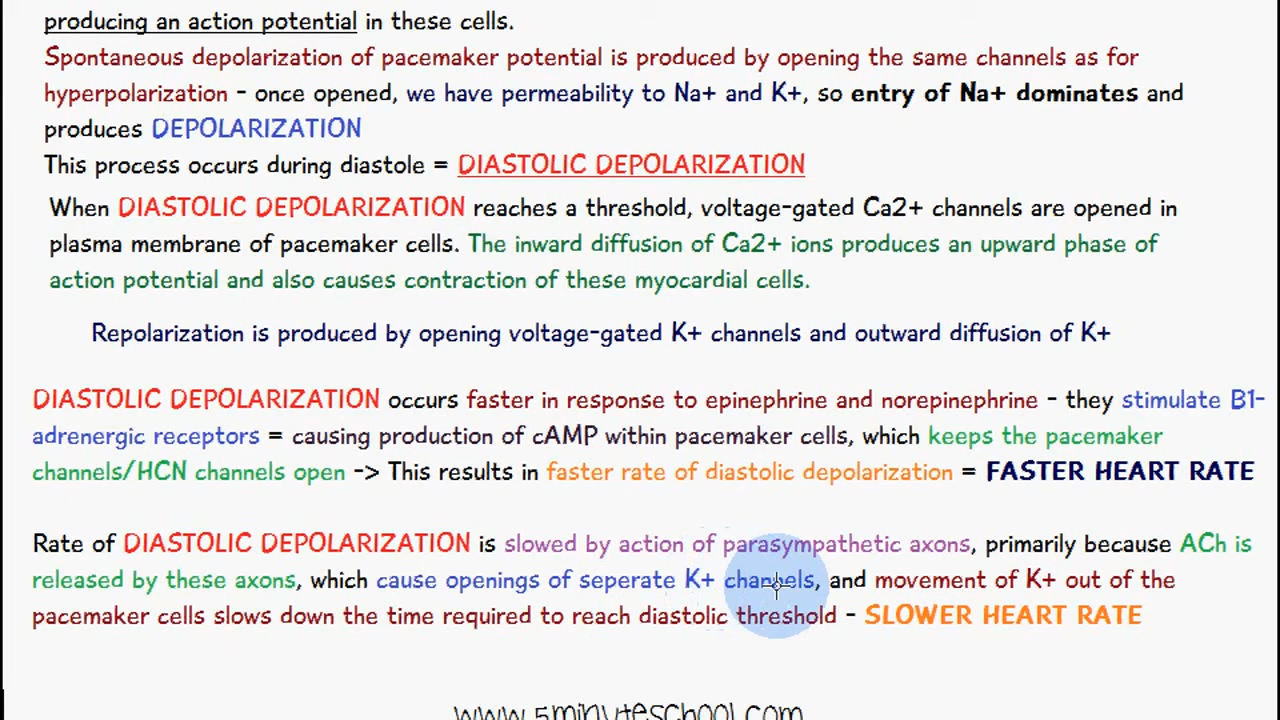 producing an action potential in these cells.
Spontaneous depolarization of pacemaker potential is produced by opening the same channels as for
hyperpolarization - once opened, we have permeability to Na+ and K+, so entry of Na+ dominates and
produces DEPOLARIZATION
This process occurs during diastole = DIASTOLIC DEPOLARIZATION
When DIASTOLIC DEPOLARIZATION reaches a threshold, voltage-gated Ca2+ channels are opened in
plasma membrane of pacemaker cells. The inward diffusion of Ca2+ ions produces an upward phase of
action potential and also causes contraction of these myocardial cells.
Repolarization is produced by opening voltage-gated K+ channels and outward diffusion of K+
DIASTOLIC DEPOLARIZATION occurs faster in response to epinephrine and norepinephrine - they stimulate B1-
adrenergic receptors = causing production of cAMP within pacemaker cells, which keeps the pacemaker
channels/HCN channels open -> This results in faster rate of diastolic depolarization = FASTER HEART RATE
Rate of DIASTOLIC DEPOLARIZATION is slowed by action of parasympathetic axons, primarily because ACh is
released by these axons, which cause openings of seperate K+ channels, and movement of K+ out of the
pacemaker cells slows down the time required to reach diastolic threshold - SLOWER HEART RATE
www.5minuteschool.com